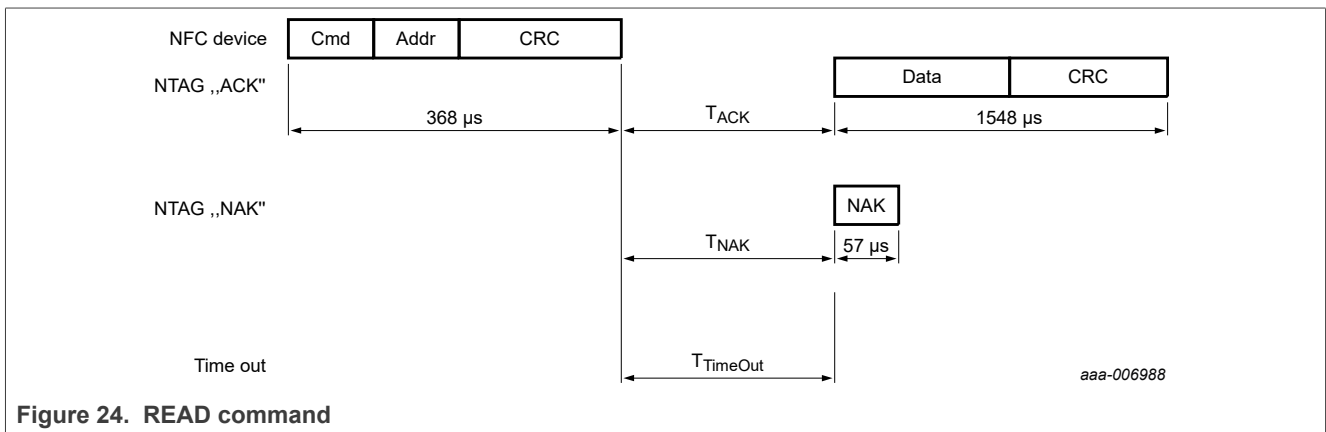 NFC device Cmd Addr CRC
NTAG ,,ACK" Data CRC
368 µs TACK 1548 µs
NTAG ,,NAK" NAK
TNAK 57 µs
Time out TTimeOut aaa-006988
Figure 24. READ command